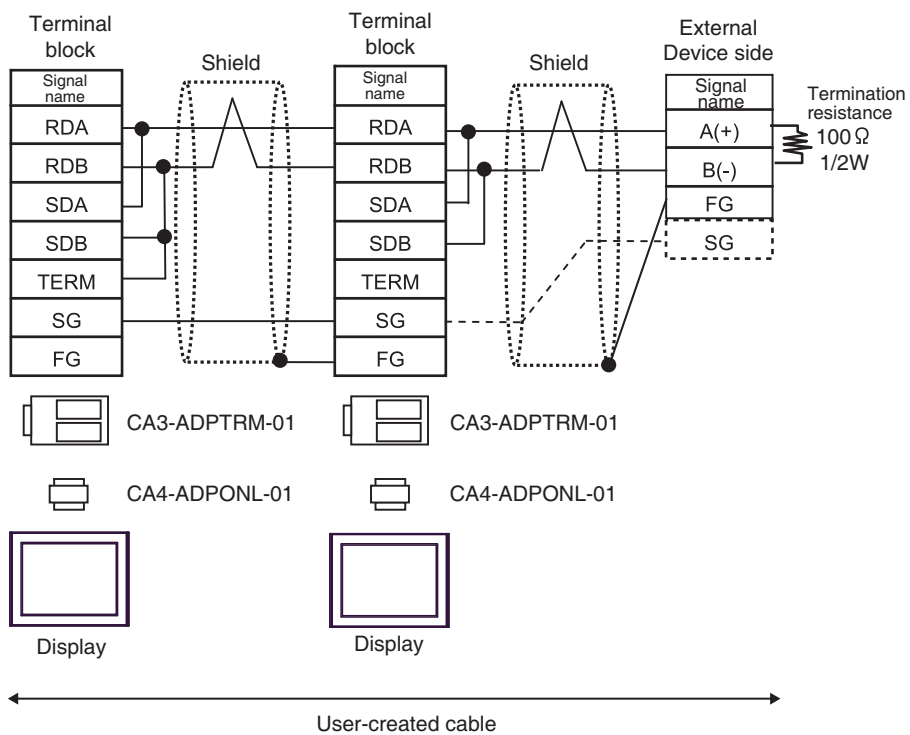 Terminal
block
Signal
name
RDA
RDB
SDA
SDB
TERM
SG
FG
Shield
Terminal
block
Signal
name
RDA
RDB
SDA
SDB
TERM
SG
FG
Shield
External
Device side
Signal
name
A(+)
B(-)
FG
SG
Termination
resistance
100 Ω
1/2W
CA3-ADPTRM-01
CA3-ADPTRM-01
CA4-ADPONL-01
CA4-ADPONL-01
Display
Display
User-created cable